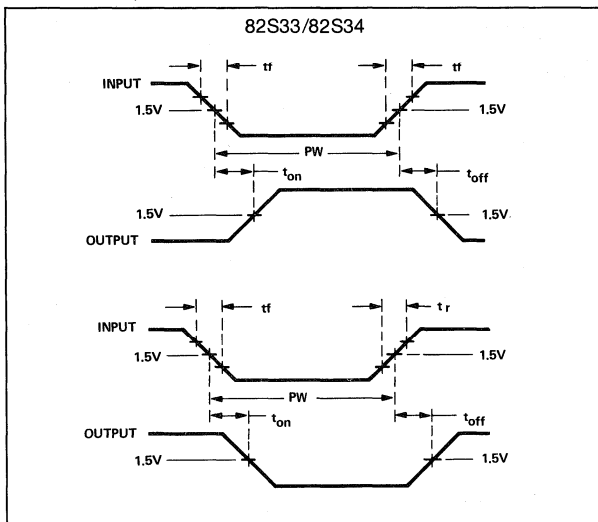 82S33/82S34
tf tf
INPUT
1.5V 1.5V
PW
ton toff
1.5V 1.5V
OUTPUT
tf tr
INPUT
1.5V 1.5V
PW
ton toff
OUTPUT
1.5V 1.5V